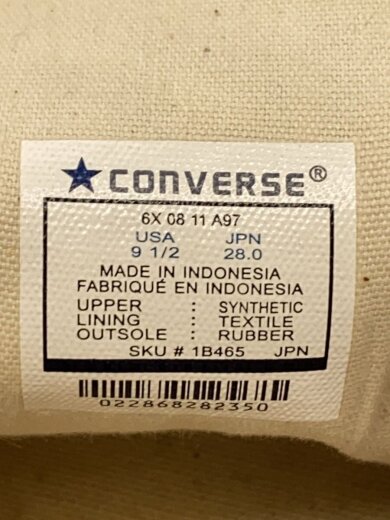 CONVERSE®
6X 08 11 A97
USA JPN
9 1/2 28.0
MADE IN INDONESIA
FABRIQUÉ EN INDONESIA
UPPER : SYNTHETIC
LINING : TEXTILE
OUTSOLE : RUBBER
SKU # 1B465 JPN
022868282350